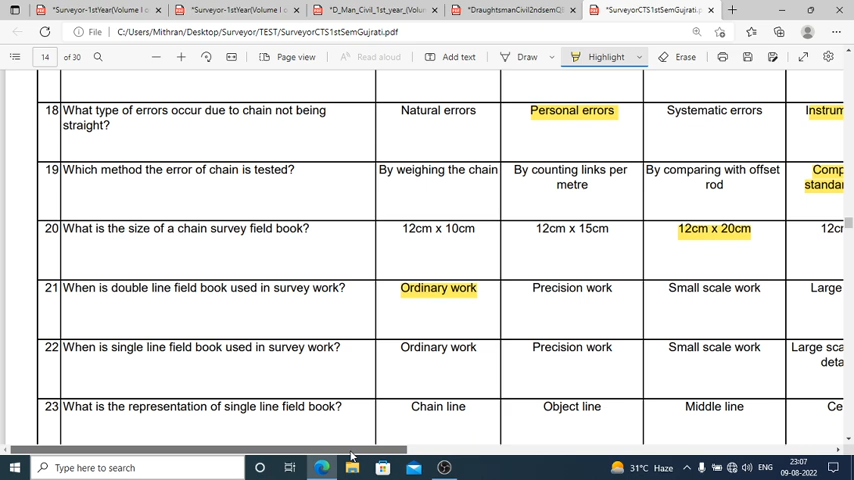 *Surveyor-1stYear(Volume I o
*Surveyor-1stYear(Volume I o
*D_Man_Civil_1st_year_(Volu
*DraughtsmanCivil2ndsemQB
*SurveyorCTS1stSemGujrati.p
File
C:/Users/Mithran/Desktop/Surveyor/TEST/SurveyorCTS1stSemGujrati.pdf
14 of 30
Page view
Read aloud
Add text
Draw
Highlight
Erase
18 What type of errors occur due to chain not being straight?
Natural errors
Personal errors
Systematic errors
Instrum
19 Which method the error of chain is tested?
By weighing the chain
By counting links per metre
By comparing with offset rod
Comp
standar
20 What is the size of a chain survey field book?
12cm x 10cm
12cm x 15cm
12cm x 20cm
12cm
21 When is double line field book used in survey work?
Ordinary work
Precision work
Small scale work
Large
22 When is single line field book used in survey work?
Ordinary work
Precision work
Small scale work
Large sca
deta
23 What is the representation of single line field book?
Chain line
Object line
Middle line
Ce
Type here to search
31°C Haze
ENG
23:07
09-08-2022